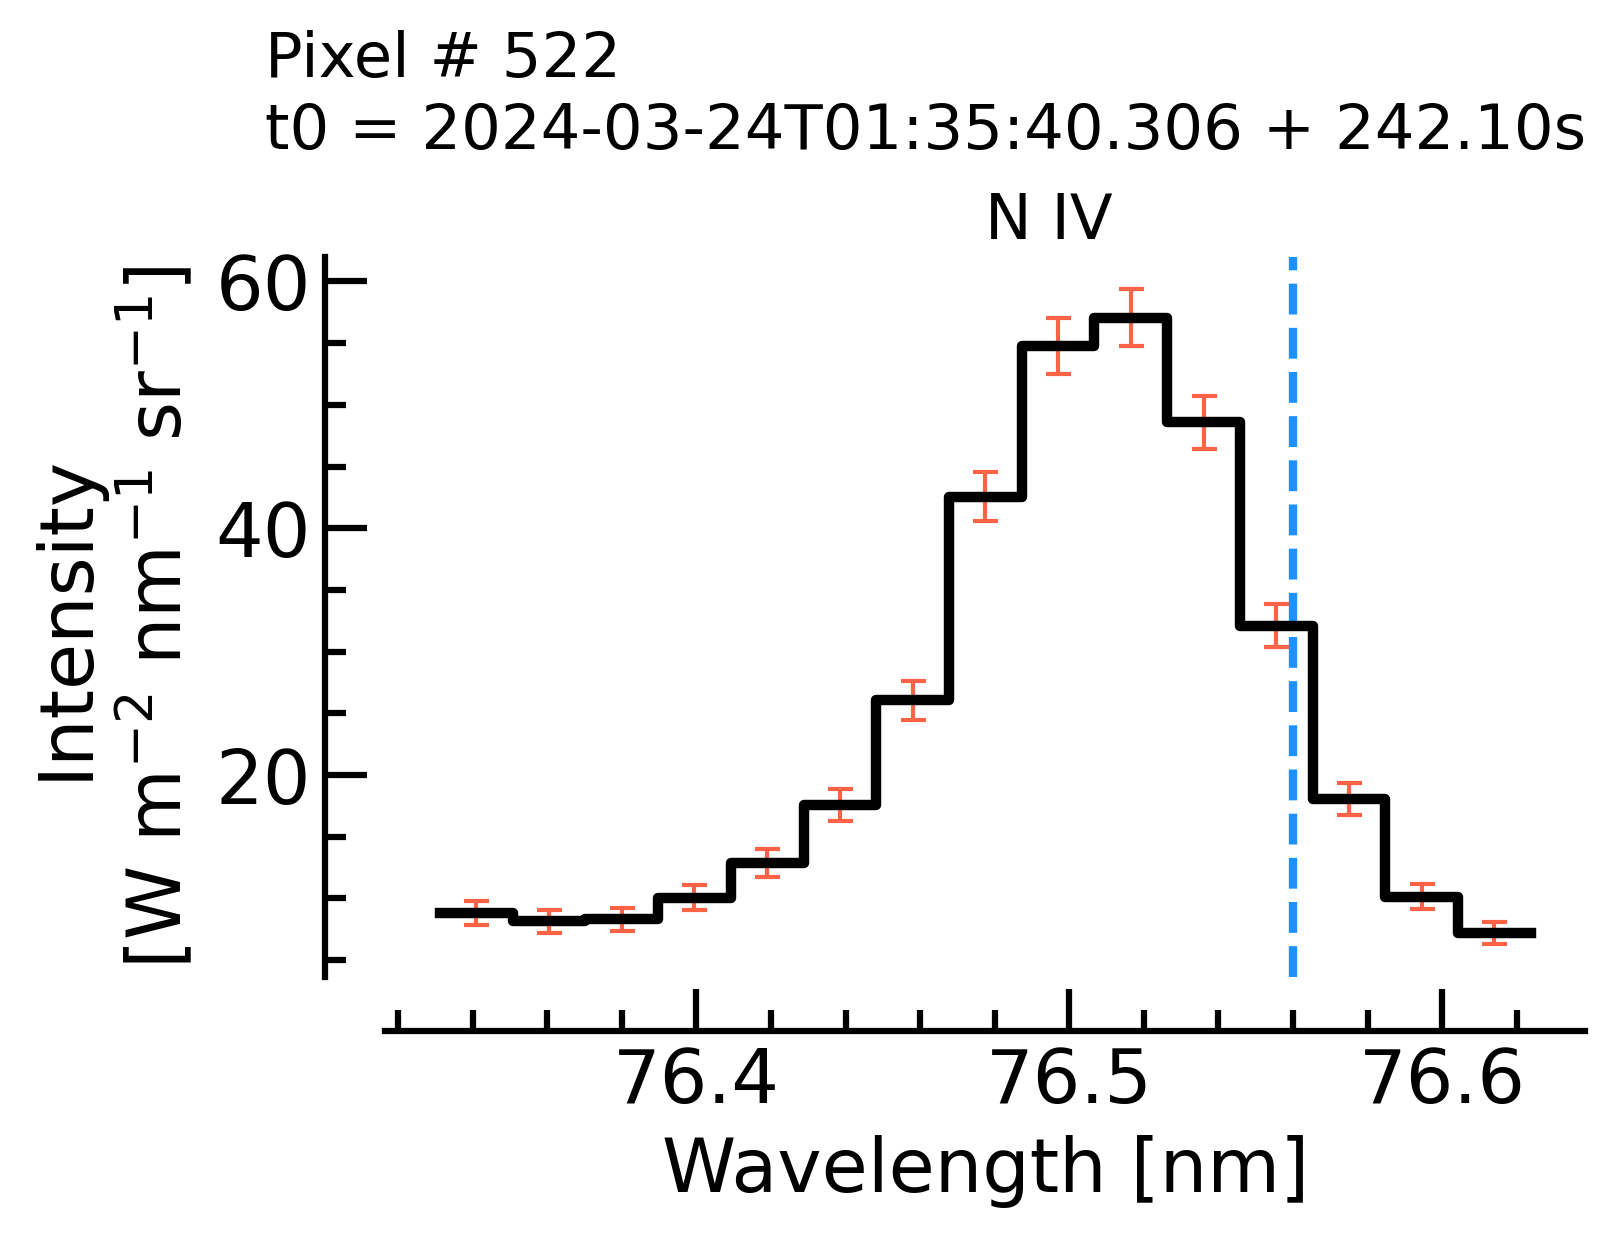 Pixel # 522
t0 = 2024-03-24T01:35:40.306 + 242.10s
N IV
Intensity
[W m⁻² nm⁻¹ sr⁻¹]
60
40
20
76.4 76.5 76.6
Wavelength [nm]